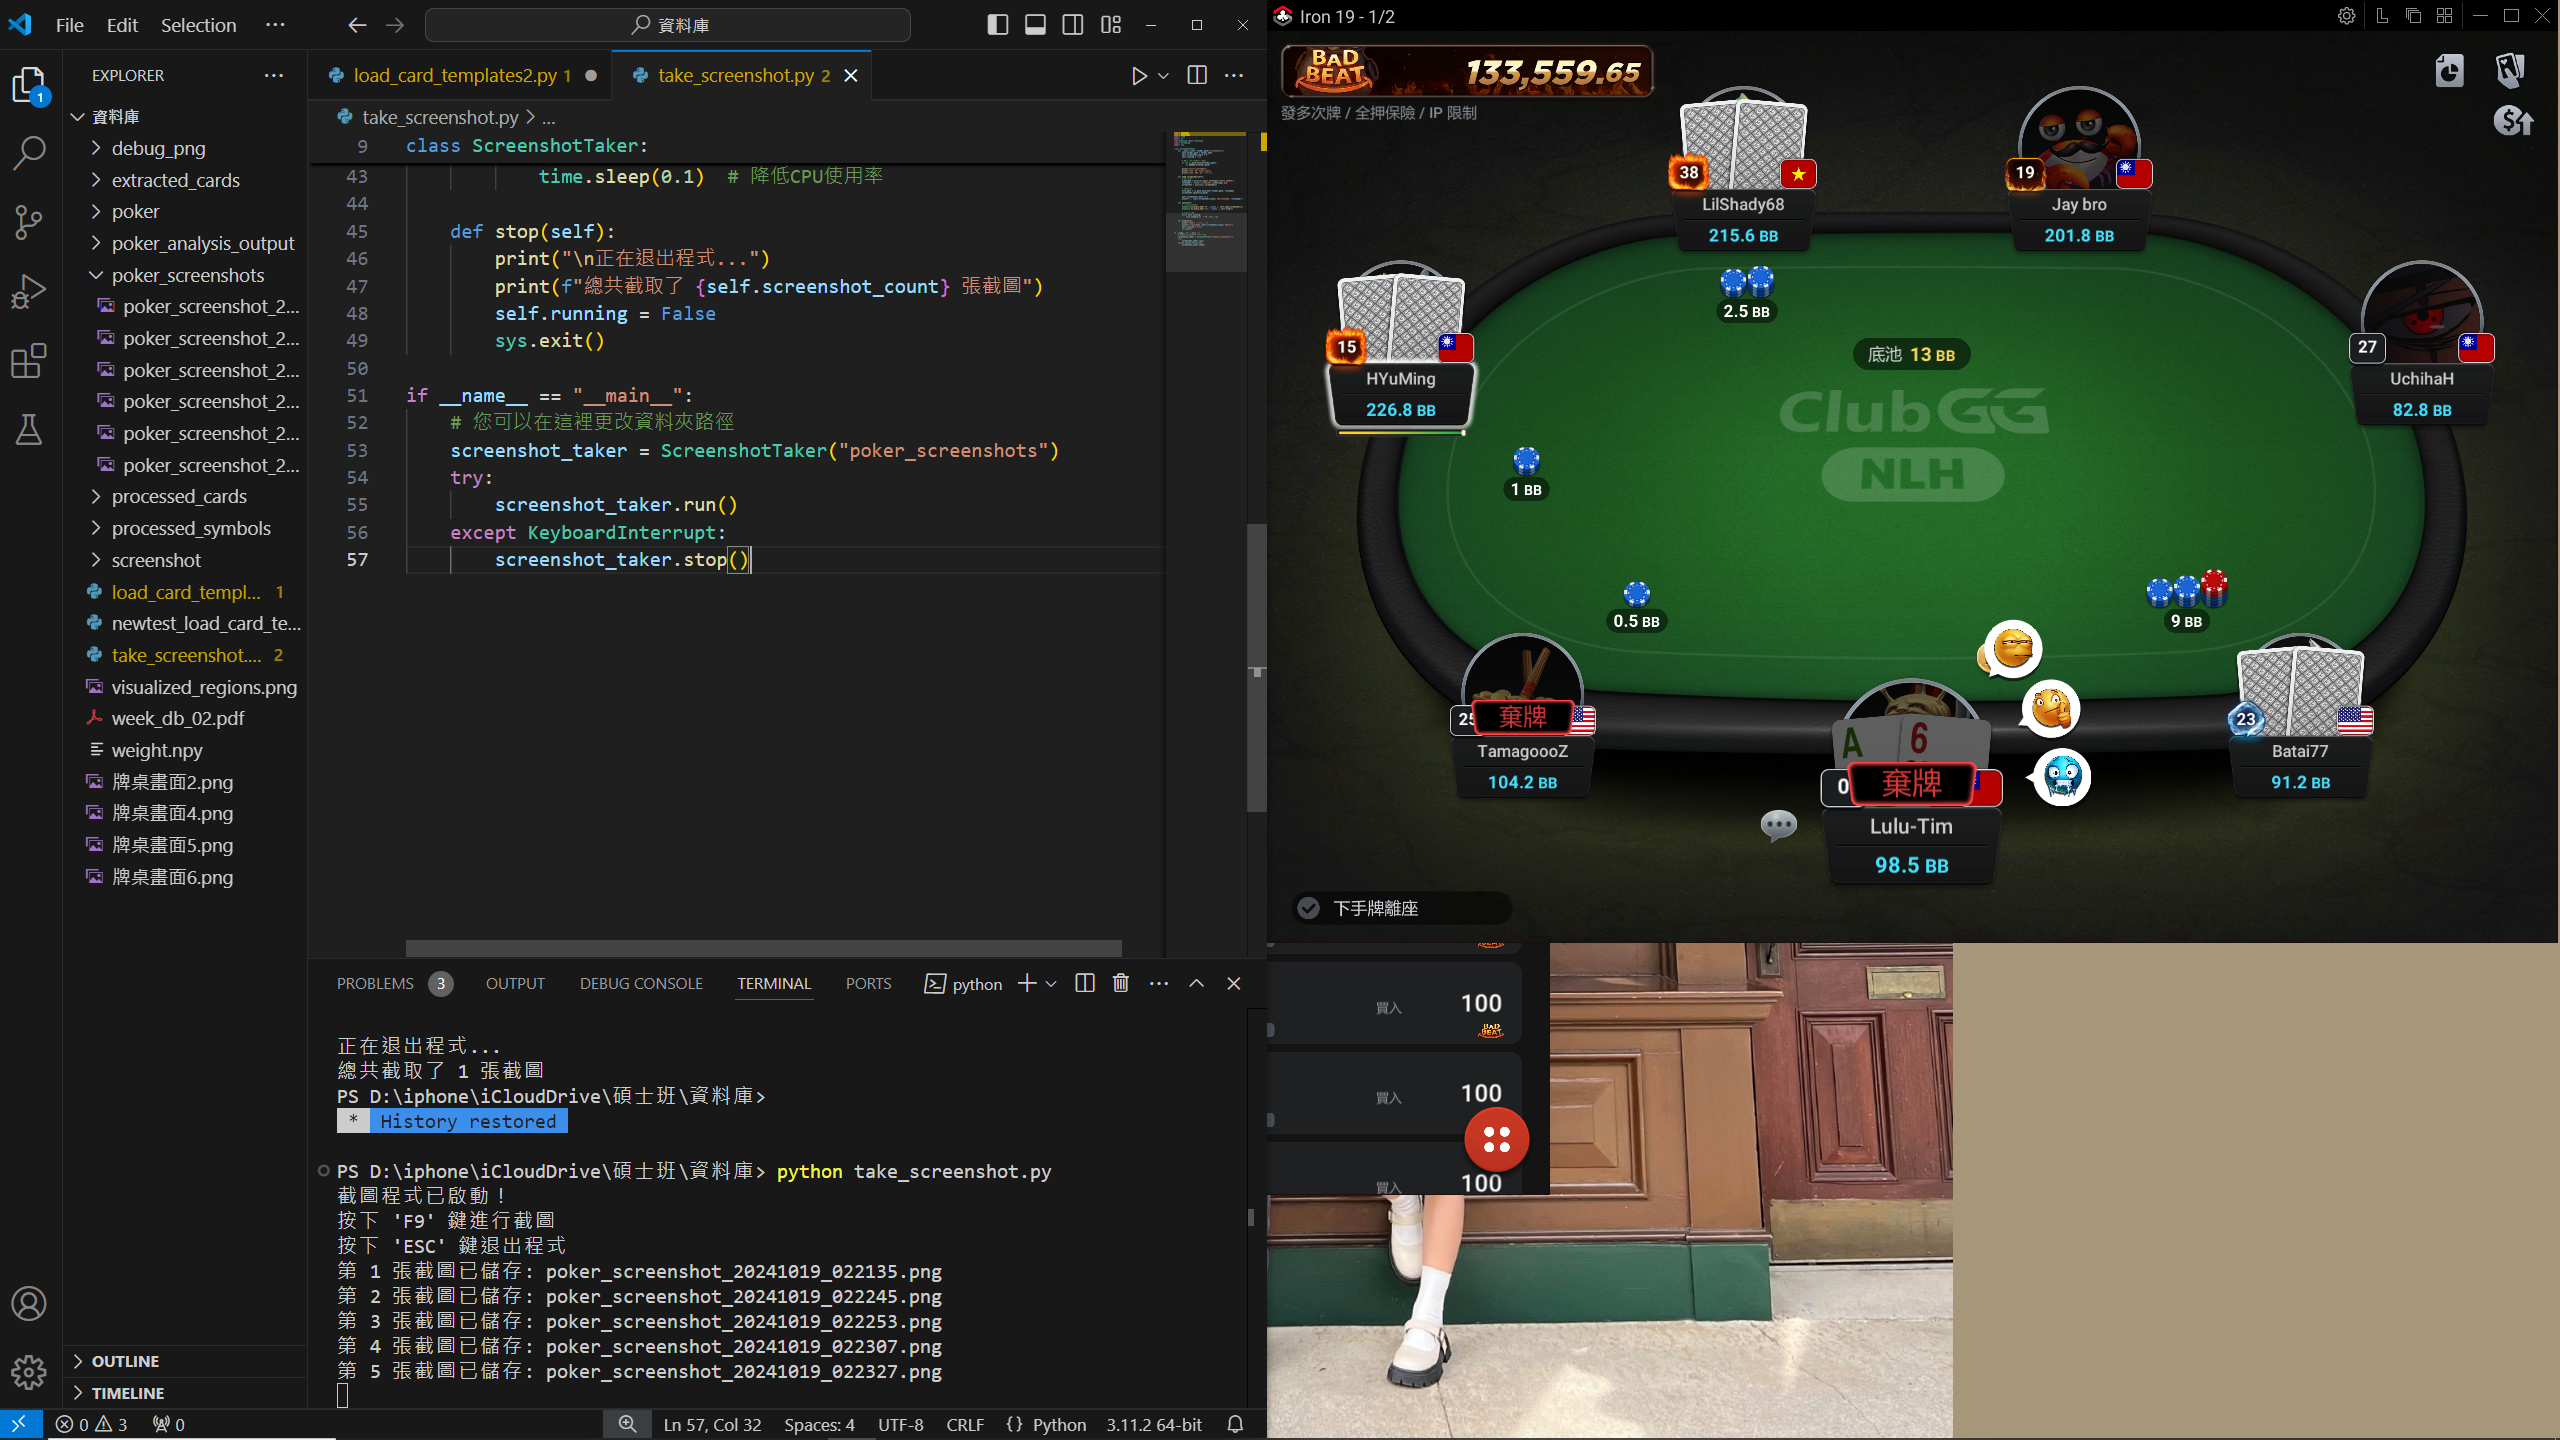 File Edit Selection ···
資料庫
EXPLORER
資料庫
debug_png
extracted_cards
poker
poker_analysis_output
poker_screenshots
poker_screenshot_2...
poker_screenshot_2...
poker_screenshot_2...
poker_screenshot_2...
poker_screenshot_2...
poker_screenshot_2...
processed_cards
processed_symbols
screenshot
load_card_templ... 1
newtest_load_card_te...
take_screenshot.... 2
visualized_regions.png
week_db_02.pdf
weight.npy
牌桌畫面2.png
牌桌畫面4.png
牌桌畫面5.png
牌桌畫面6.png
OUTLINE
TIMELINE
1
load_card_templates2.py 1
take_screenshot.py 2
take_screenshot.py > ...
9 class ScreenshotTaker:
43 time.sleep(0.1) # 降低CPU使用率
44
45 def stop(self):
46 print("\n正在退出程式...")
47 print(f"總共截取了 {self.screenshot_count} 張截圖")
48 self.running = False
49 sys.exit()
50
51 if __name__ == "__main__":
52 # 您可以在這裡更改資料夾路徑
53 screenshot_taker = ScreenshotTaker("poker_screenshots")
54 try:
55 screenshot_taker.run()
56 except KeyboardInterrupt:
57 screenshot_taker.stop()
PROBLEMS 3 OUTPUT DEBUG CONSOLE TERMINAL PORTS python
正在退出程式...
總共截取了 1 張截圖
PS D:\iphone\iCloudDrive\碩士班\資料庫>
* History restored
PS D:\iphone\iCloudDrive\碩士班\資料庫> python take_screenshot.py
截圖程式已啟動！
按下 'F9' 鍵進行截圖
按下 'ESC' 鍵退出程式
第 1 張截圖已儲存: poker_screenshot_20241019_022135.png
第 2 張截圖已儲存: poker_screenshot_20241019_022245.png
第 3 張截圖已儲存: poker_screenshot_20241019_022253.png
第 4 張截圖已儲存: poker_screenshot_20241019_022307.png
第 5 張截圖已儲存: poker_screenshot_20241019_022327.png
0 3 0 Ln 57, Col 32 Spaces: 4 UTF-8 CRLF {} Python 3.11.2 64-bit
Iron 19 - 1/2
BAD BEAT 133,559.65
發多次牌 / 全押保險 / IP 限制
38
LilShady68
215.6 BB
19
Jay bro
201.8 BB
15
HYuMing
226.8 BB
27
UchihaH
82.8 BB
2.5 BB
底池 13 BB
ClubGG
NLH
1 BB
0.5 BB
9 BB
棄牌
TamagoooZ
104.2 BB
A 6
0
棄牌
Lulu-Tim
98.5 BB
23
Batai77
91.2 BB
下手牌離座
買入 100
BAD BEAT
買入 100
買入 100